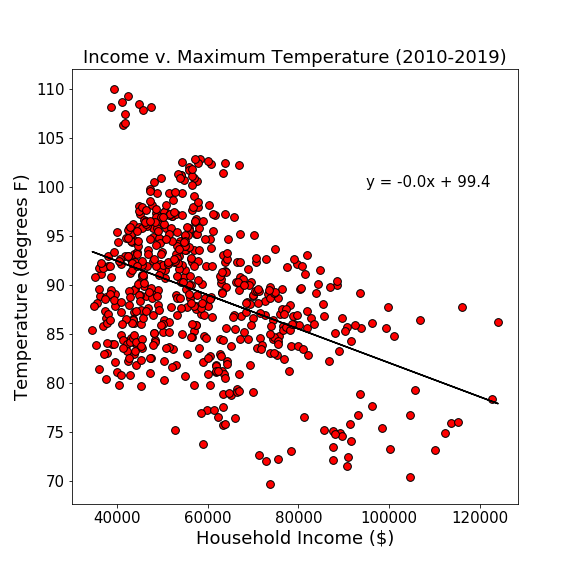 Income v. Maximum Temperature (2010-2019)
110
105
100
95
90
85
80
75
70
y = -0.0x + 99.4
Temperature (degrees F)
40000 60000 80000 100000 120000
Household Income ($)